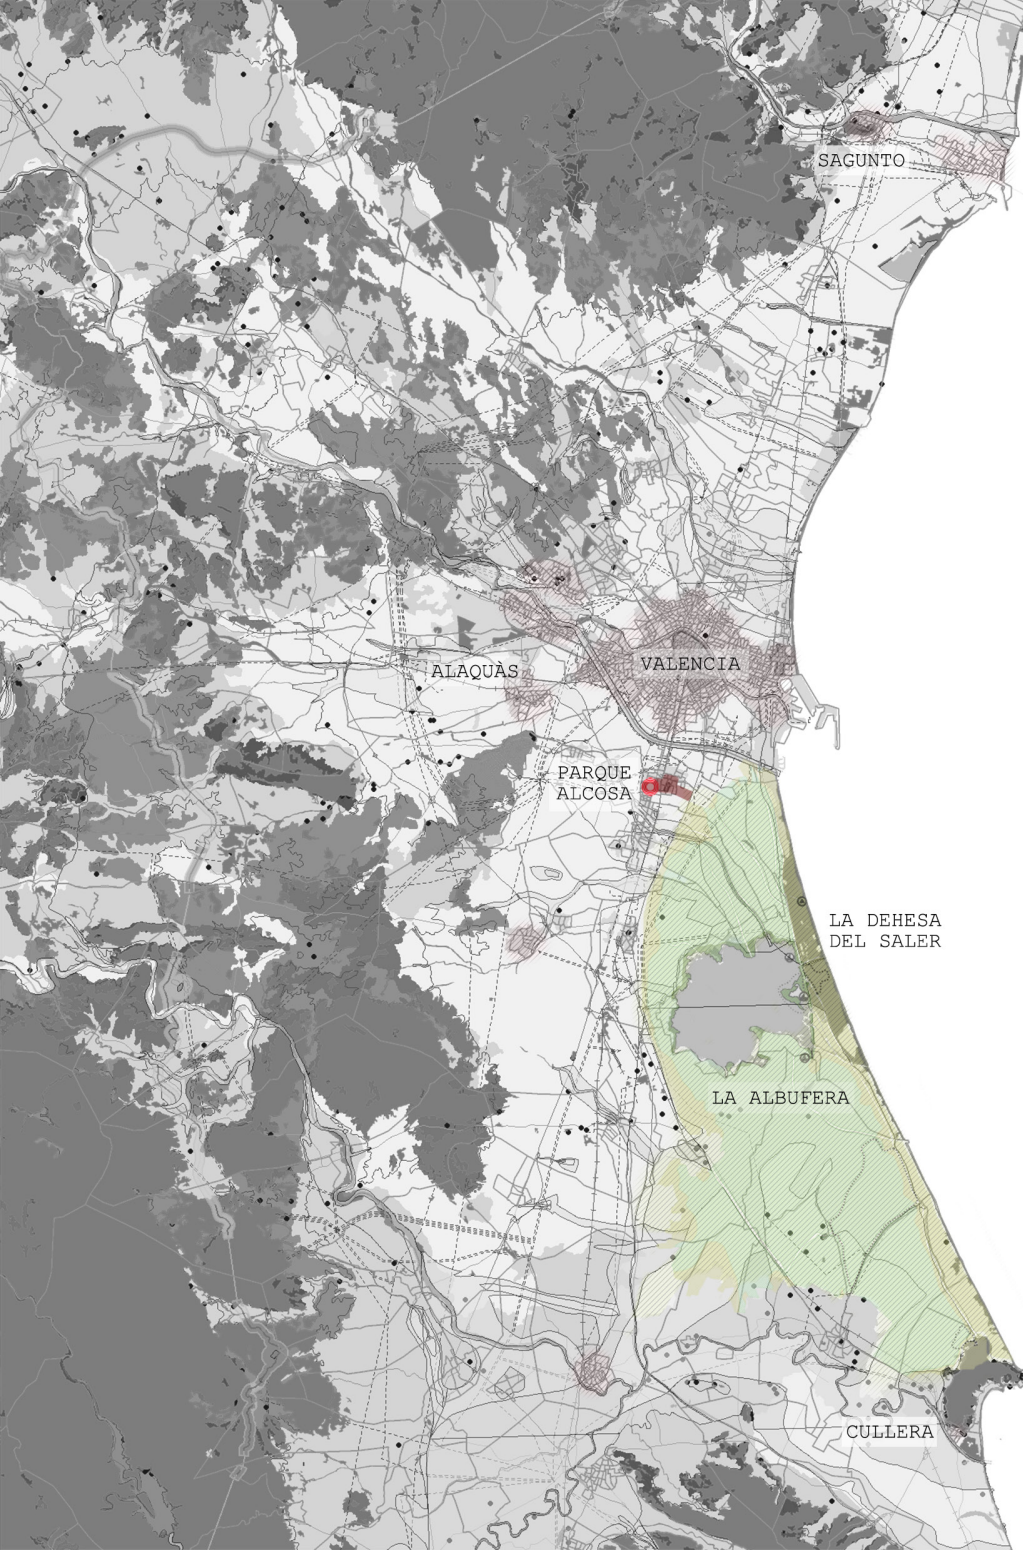 SAGUNTO
VALENCIA
ALAQUÀS
PARQUE
ALCOSA
LA DEHESA
DEL SALER
LA ALBUFERA
CULLERA